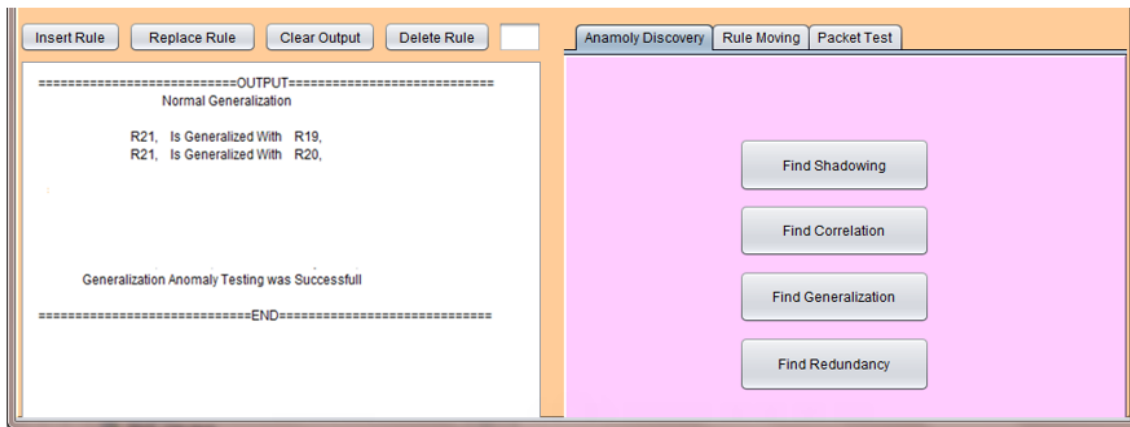 Insert Rule Replace Rule Clear Output Delete Rule
===========================OUTPUT============================
Normal Generalization
R21, Is Generalized With R19,
R21, Is Generalized With R20,
Generalization Anomaly Testing was Successfull
=============================END=============================
Anamoly Discovery Rule Moving Packet Test
Find Shadowing
Find Correlation
Find Generalization
Find Redundancy